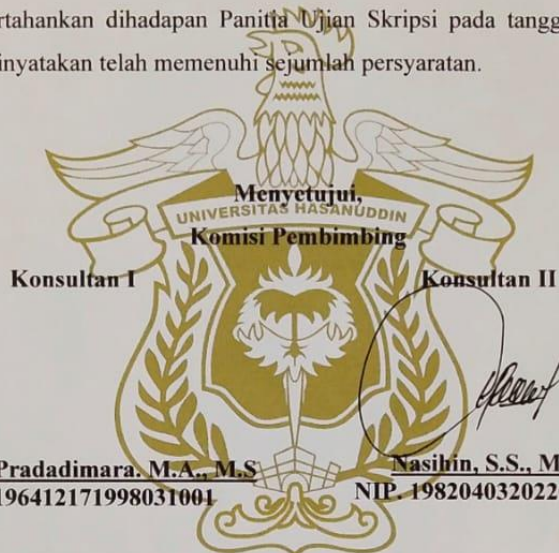 rtahankan dihadapan Panitia Ujian Skripsi pada tangg
inyatakan telah memenuhi sejumlah persyaratan.
Menyetujui,
UNIVERSITAS HASANUDDIN
Komisi Pembimbing
Konsultan I Konsultan II
Pradadimara. M.A., M.S Nasihin, S.S., M
196412171998031001 NIP. 198204032022